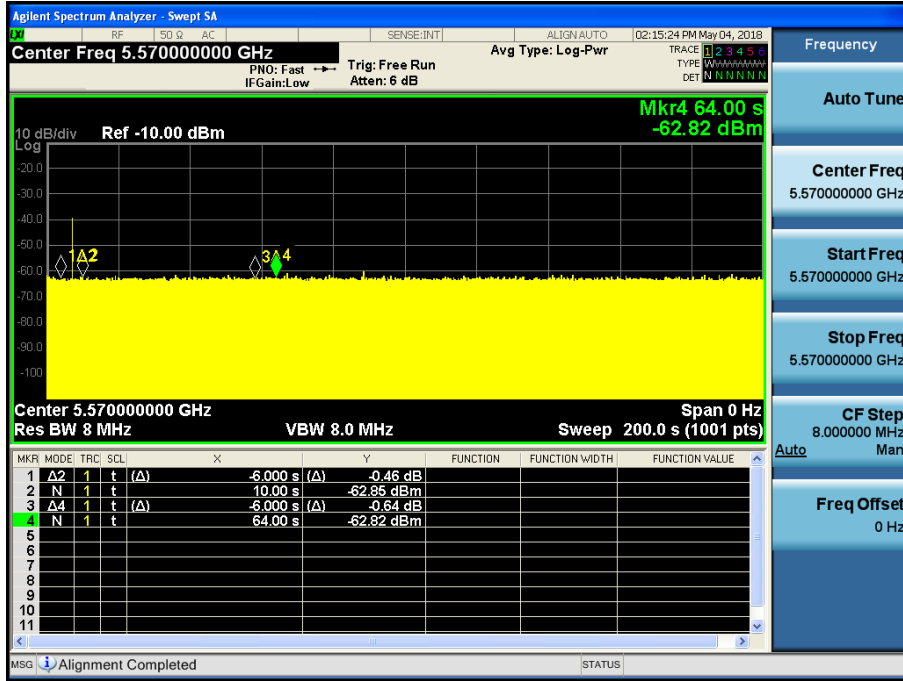 Agilent Spectrum Analyzer - Swept SA
LXI RF 50 Ω AC SENSE:INT ALIGN AUTO 02:15:24 PM May 04, 2018
Center Freq 5.570000000 GHz
PNO: Fast
IFGain:Low
Trig: Free Run
Atten: 6 dB
Avg Type: Log-Pwr
TRACE 1 2 3 4 5 6
TYPE W
DET N N N N N N
Mkr4 64.00 s
-62.82 dBm
10 dB/div Ref -10.00 dBm
Log
-20.0
-30.0
-40.0
-50.0
-60.0
-70.0
-80.0
-90.0
-100
1Δ2
3Δ4
Center 5.570000000 GHz Span 0 Hz
Res BW 8 MHz VBW 8.0 MHz Sweep 200.0 s (1001 pts)
MKR MODE TRC SCL X Y FUNCTION FUNCTION WIDTH FUNCTION VALUE
1 Δ2 1 t (Δ) -6.000 s (Δ) -0.46 dB
2 N 1 t 10.00 s -62.85 dBm
3 Δ4 1 t (Δ) -6.000 s (Δ) -0.64 dB
4 N 1 t 64.00 s -62.82 dBm
5
6
7
8
9
10
11
MSG Alignment Completed STATUS
Frequency
Auto Tune
Center Freq
5.570000000 GHz
Start Freq
5.570000000 GHz
Stop Freq
5.570000000 GHz
CF Step
8.000000 MHz
Auto Man
Freq Offset
0 Hz